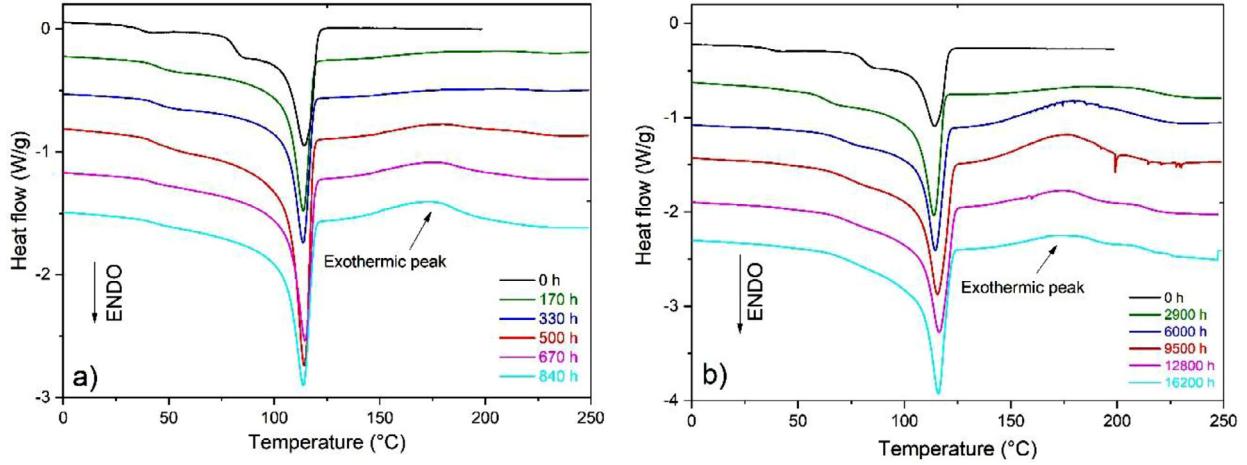 0
-1
-2
-3
Heat flow (W/g)
ENDO
a)
Exothermic peak
0 h
170 h
330 h
500 h
670 h
840 h
0 50 100 150 200 250
Temperature (°C)
0
-1
-2
-3
-4
Heat flow (W/g)
ENDO
b)
Exothermic peak
0 h
2900 h
6000 h
9500 h
12800 h
16200 h
0 50 100 150 200 250
Temperature (°C)